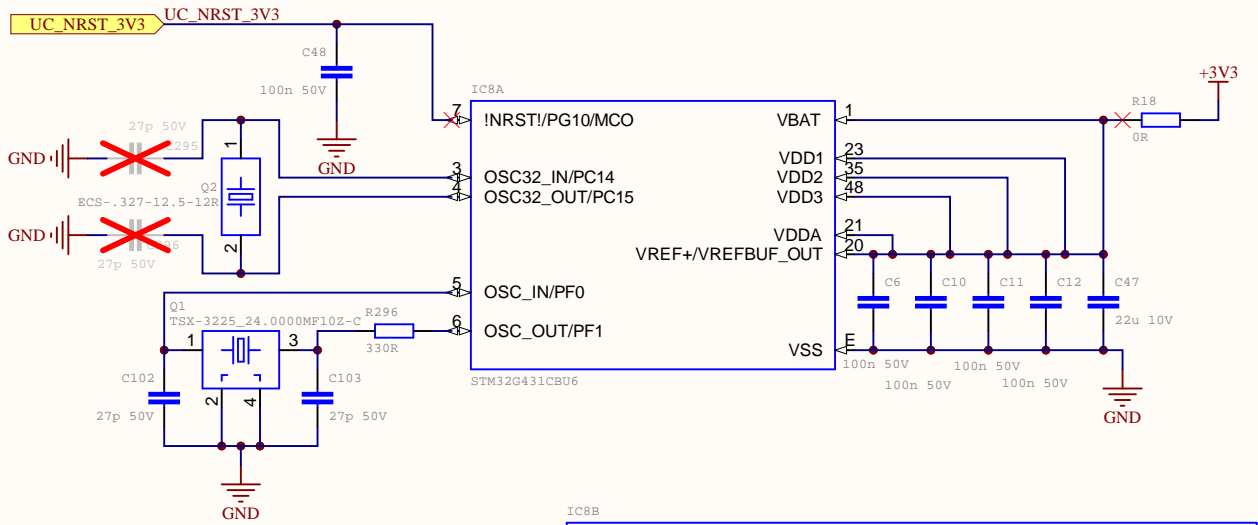 UC_NRST_3V3
UC_NRST_3V3
C48
100n 50V
GND
IC8A
7
!NRST!/PG10/MCO
3
OSC32_IN/PC14
4
OSC32_OUT/PC15
5
OSC_IN/PF0
6
OSC_OUT/PF1
VBAT
1
VDD1
23
VDD2
35
VDD3
48
VDDA
21
VREF+/VREFBUF_OUT
20
VSS
E
STM32G431CBU6
+3V3
R18
0R
27p 50V
C295
GND
1
Q2
ECS-.327-12.5-12R
2
GND
27p 50V
Q1
TSX-3225_24.0000MF10Z-C
1
3
2
4
R296
330R
C102
27p 50V
C103
27p 50V
GND
C6
100n 50V
C10
100n 50V
C11
100n 50V
C12
100n 50V
C47
22u 10V
GND
IC8B